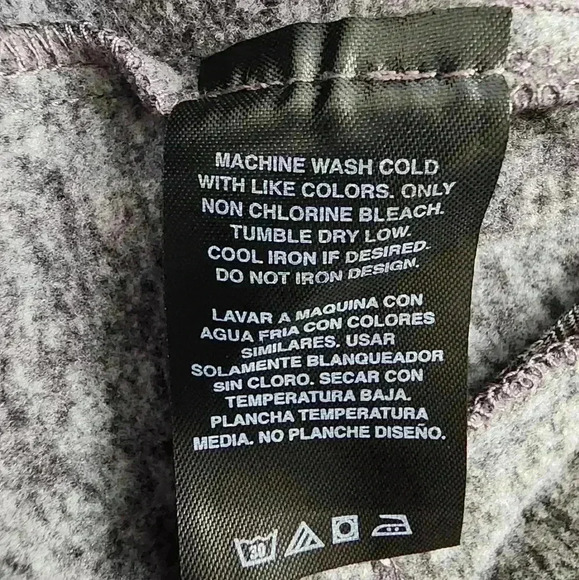 MACHINE WASH COLD
WITH LIKE COLORS. ONLY
NON CHLORINE BLEACH.
TUMBLE DRY LOW.
COOL IRON IF DESIRED.
DO NOT IRON DESIGN.
LAVAR A MAQUINA CON
AGUA FRIA CON COLORES
SIMILARES. USAR
SOLAMENTE BLANQUEADOR
SIN CLORO. SECAR CON
TEMPERATURA BAJA.
PLANCHA TEMPERATURA
MEDIA. NO PLANCHE DISEÑO.
30